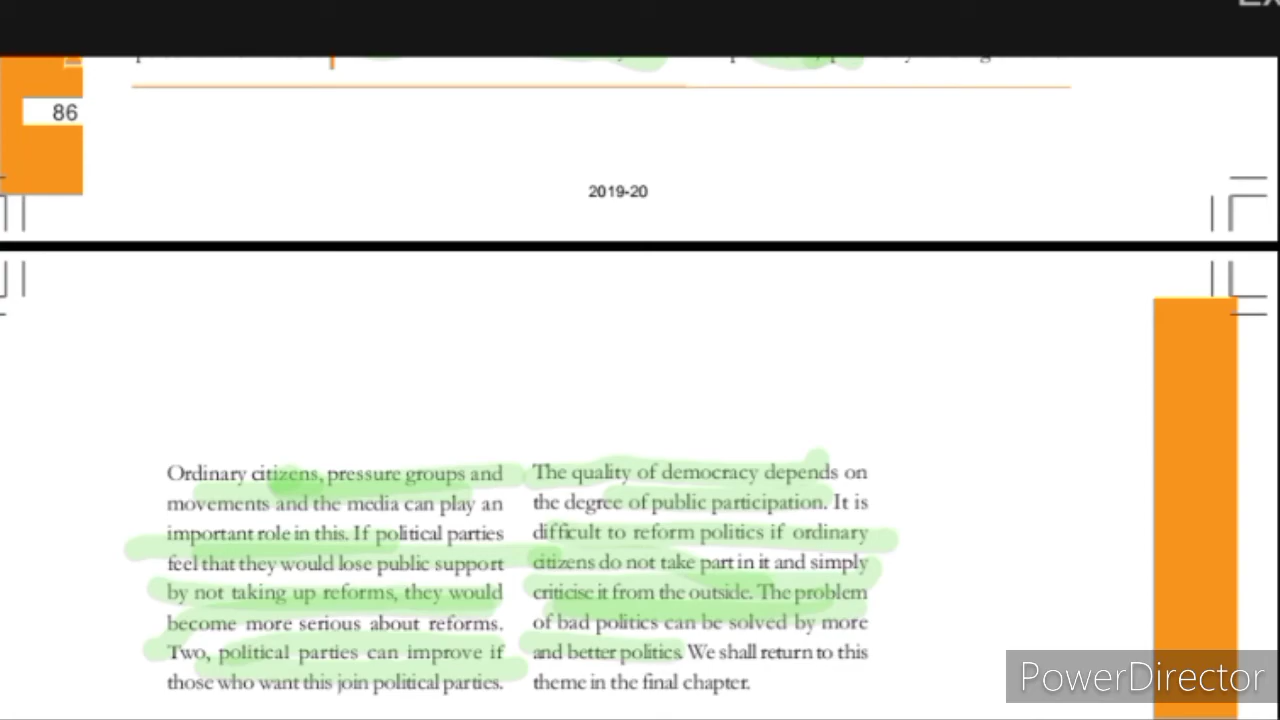 86
2019-20
Ordinary citizens, pressure groups and
movements and the media can play an
important role in this. If political parties
feel that they would lose public support
by not taking up reforms, they would
become more serious about reforms.
Two, political parties can improve if
those who want this join political parties.
The quality of democracy depends on
the degree of public participation. It is
difficult to reform politics if ordinary
citizens do not take part in it and simply
criticise it from the outside. The problem
of bad politics can be solved by more
and better politics. We shall return to this
theme in the final chapter.
PowerDirector